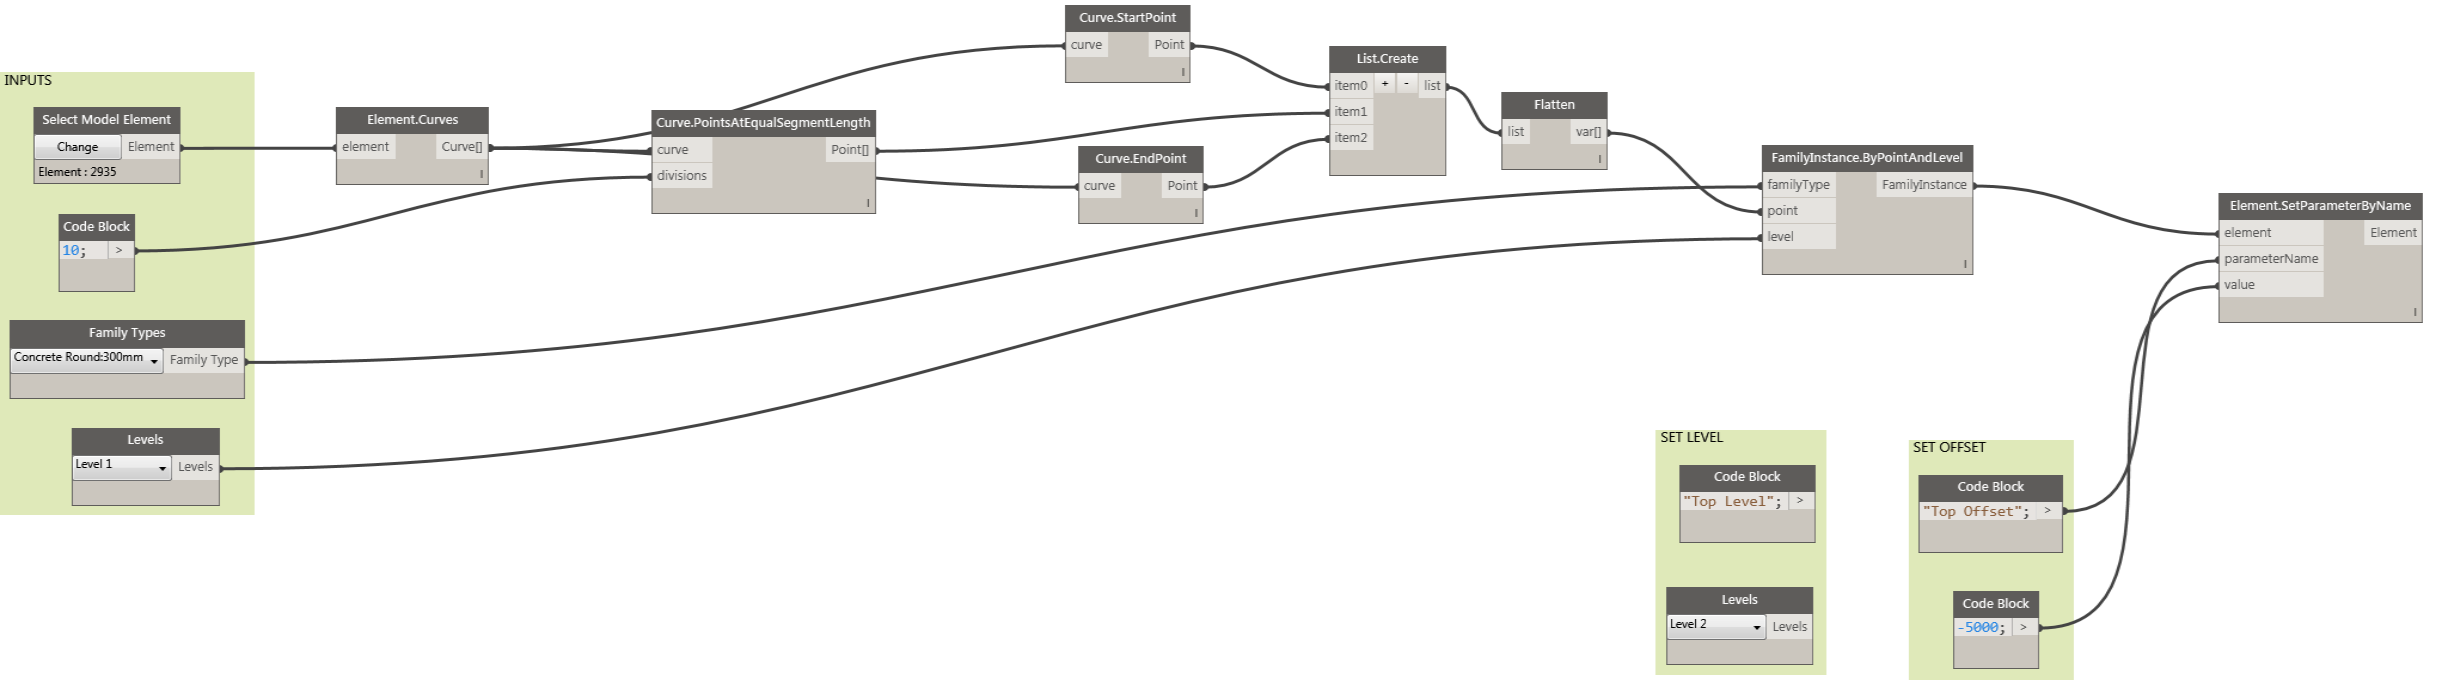 INPUTS
Select Model Element
Change Element
Element : 2935
Code Block
10; >
Family Types
Concrete Round:300mm Family Type
Levels
Level 1 Levels
Element.Curves
element Curve[]
Curve.PointsAtEqualSegmentLength
curve Point[]
divisions
Curve.StartPoint
curve Point
Curve.EndPoint
curve Point
List.Create
item0 + - list
item1
item2
Flatten
list var[]
FamilyInstance.ByPointAndLevel
familyType FamilyInstance
point
level
Element.SetParameterByName
element Element
parameterName
value
SET LEVEL
Code Block
"Top Level"; >
Levels
Level 2 Levels
SET OFFSET
Code Block
"Top Offset"; >
Code Block
-5000; >